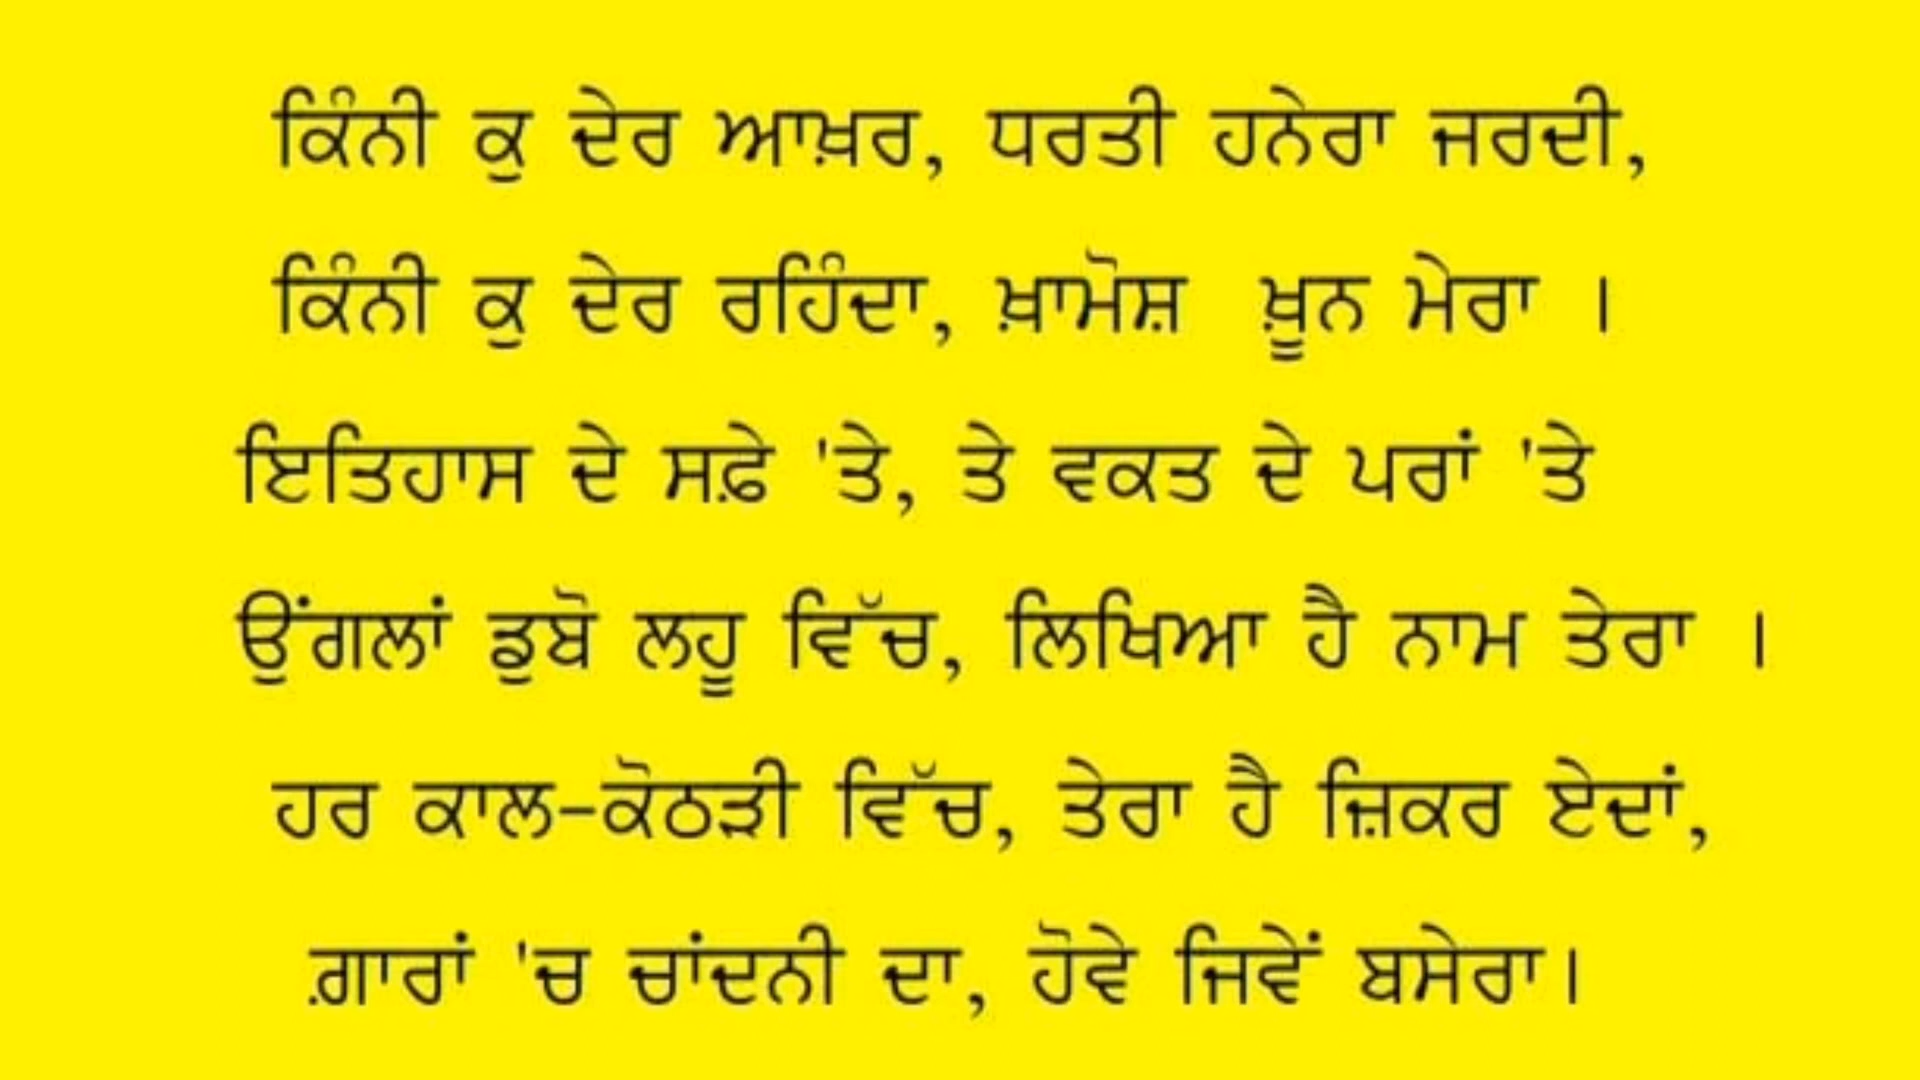 ਕਿੰਨੀ ਕੁ ਦੇਰ ਆਖ਼ਰ, ਧਰਤੀ ਹਨੇਰਾ ਜਰਦੀ,
ਕਿੰਨੀ ਕੁ ਦੇਰ ਰਹਿੰਦਾ, ਖ਼ਾਮੋਸ਼ ਖ਼ੂਨ ਮੇਰਾ ।
ਇਤਿਹਾਸ ਦੇ ਸਫ਼ੇ 'ਤੇ, ਤੇ ਵਕਤ ਦੇ ਪਰਾਂ 'ਤੇ
ਉਂਗਲਾਂ ਡੁਬੋ ਲਹੂ ਵਿੱਚ, ਲਿਖਿਆ ਹੈ ਨਾਮ ਤੇਰਾ ।
ਹਰ ਕਾਲ-ਕੋਠੜੀ ਵਿੱਚ, ਤੇਰਾ ਹੈ ਜ਼ਿਕਰ ਏਦਾਂ,
ਗ਼ਾਰਾਂ 'ਚ ਚਾਂਦਨੀ ਦਾ, ਹੋਵੇ ਜਿਵੇਂ ਬਸੇਰਾ।